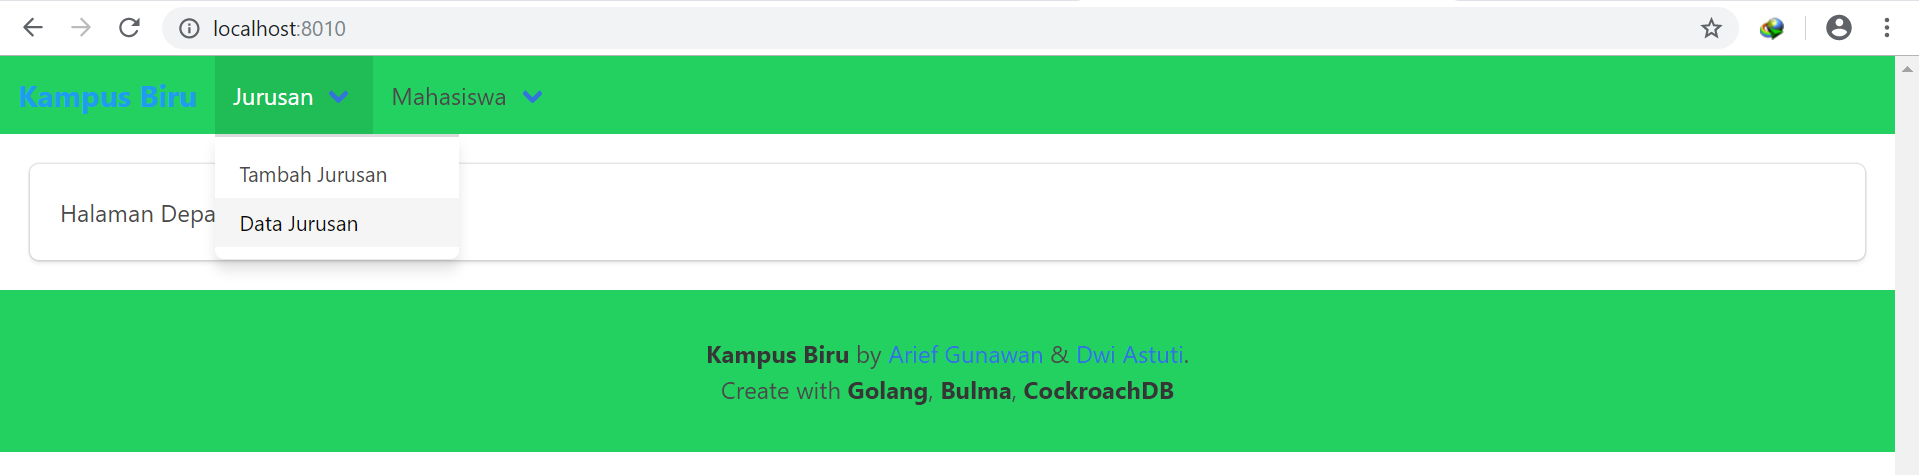 localhost:8010
Kampus Biru Jurusan Mahasiswa
Tambah Jurusan
Halaman Depa
Data Jurusan
Kampus Biru by Arief Gunawan & Dwi Astuti.
Create with Golang, Bulma, CockroachDB